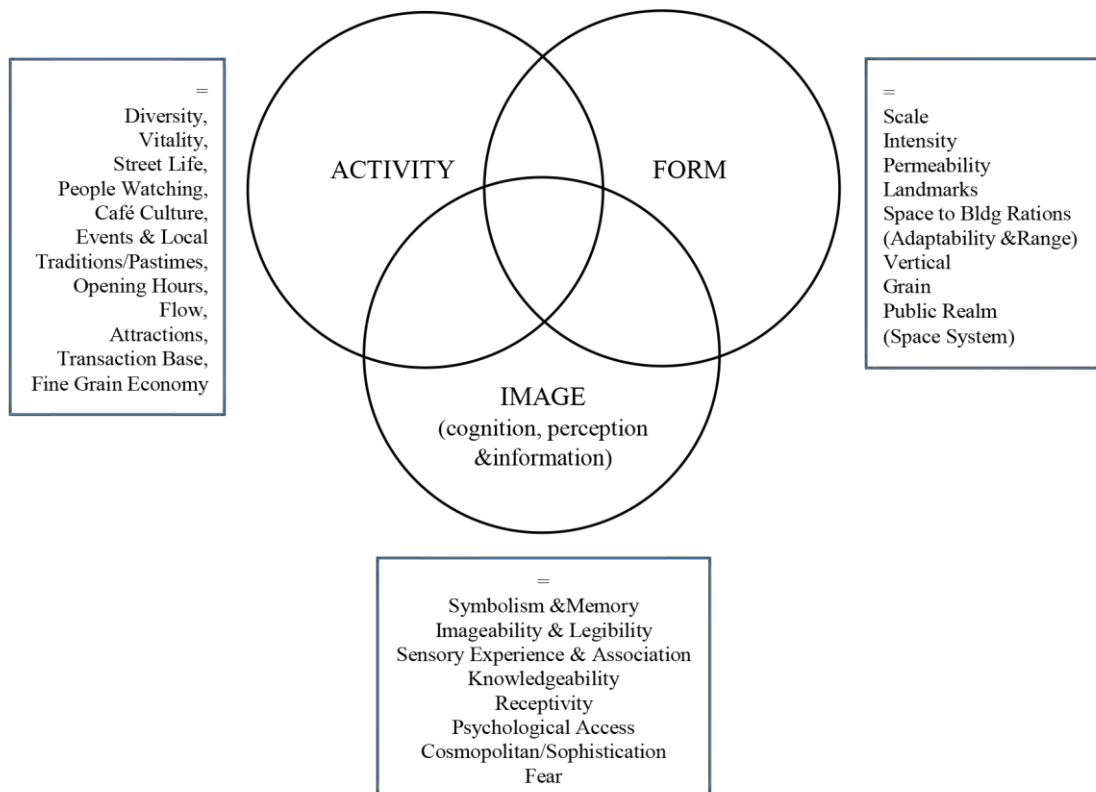 =
Diversity,
Vitality,
Street Life,
People Watching,
Café Culture,
Events & Local
Traditions/Pastimes,
Opening Hours,
Flow,
Attractions,
Transaction Base,
Fine Grain Economy
ACTIVITY
FORM
IMAGE
(cognition, perception
&information)
=
Scale
Intensity
Permeability
Landmarks
Space to Bldg Rations
(Adaptability &Range)
Vertical
Grain
Public Realm
(Space System)
=
Symbolism &Memory
Imageability & Legibility
Sensory Experience & Association
Knowledgeability
Receptivity
Psychological Access
Cosmopolitan/Sophistication
Fear